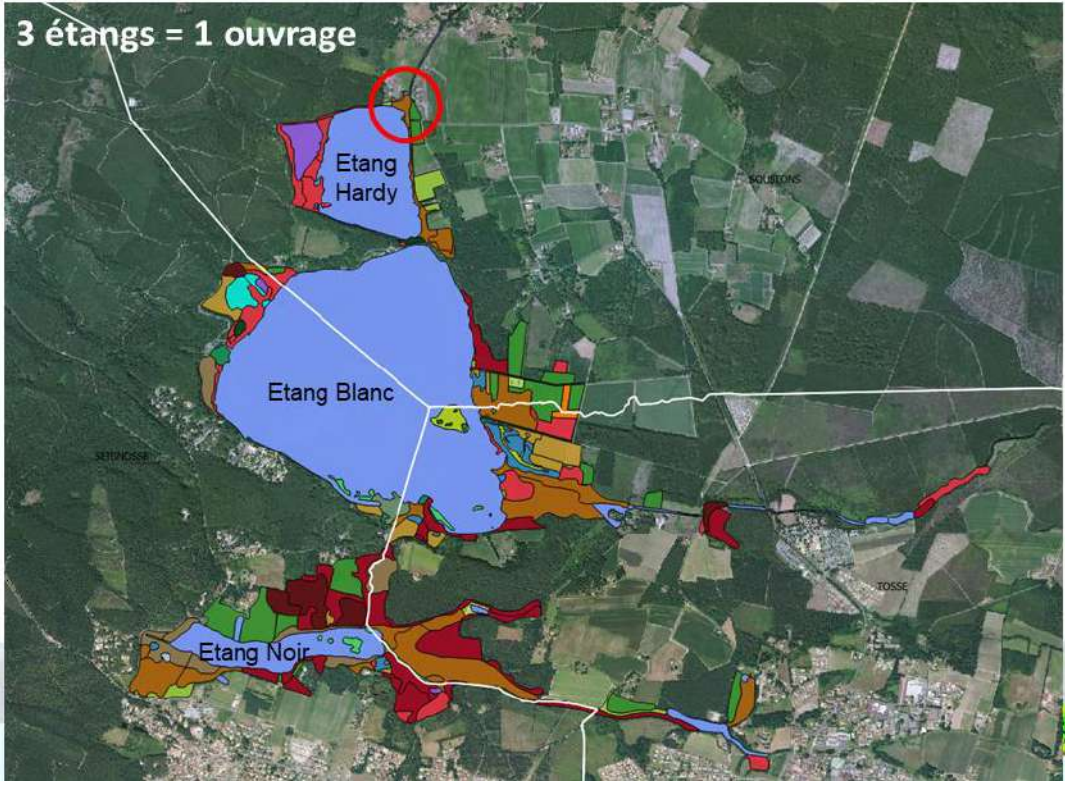 3 étangs = 1 ouvrage
Etang
Hardy
SOUSTONS
Etang Blanc
SEIGNOSSE
TOSSE
Etang Noir